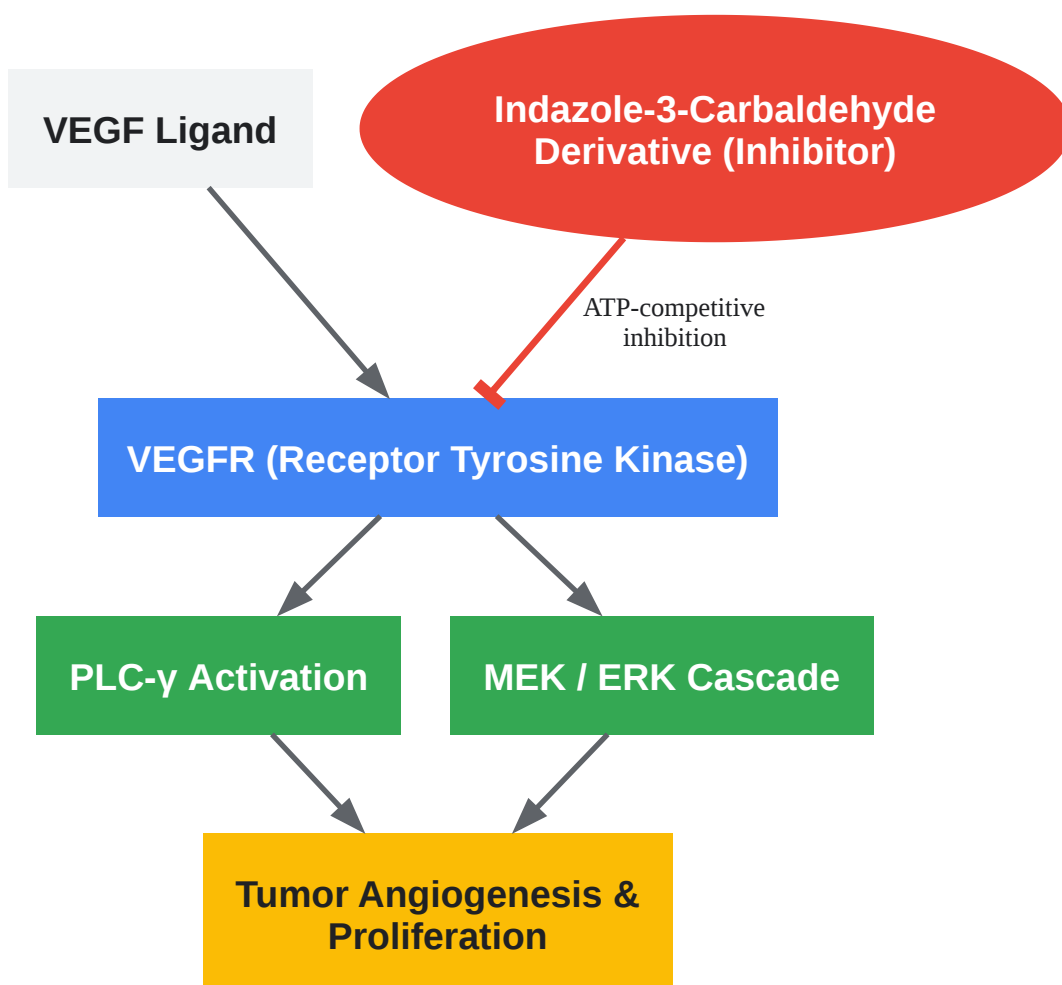 VEGF Ligand
Indazole-3-Carbaldehyde
Derivative (Inhibitor)
ATP-competitive
inhibition
VEGFR (Receptor Tyrosine Kinase)
PLC-γ Activation
MEK / ERK Cascade
Tumor Angiogenesis &
Proliferation